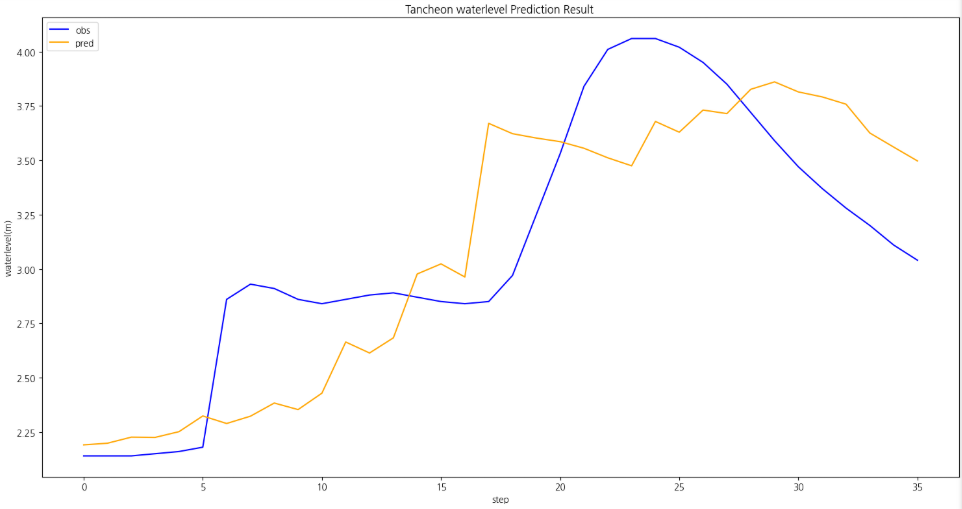 Tancheon waterlevel Prediction Result
obs
pred
4.00
3.75
3.50
3.25
3.00
2.75
2.50
2.25
waterlevel(m)
0 5 10 15 20 25 30 35
step